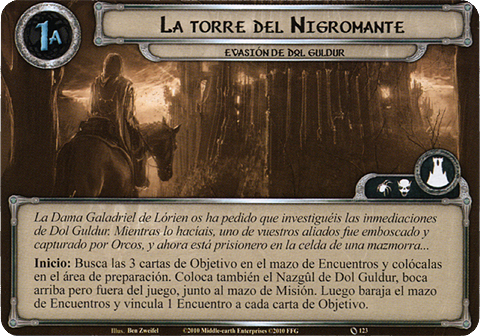 1A
LA TORRE DEL NIGROMANTE
EVASIÓN DE DOL GULDUR
La Dama Galadriel de Lórien os ha pedido que investiguéis las inmediaciones
de Dol Guldur. Mientras lo hacíais, uno de vuestros aliados fue emboscado y
capturado por Orcos, y ahora está prisionero en la celda de una mazmorra...
Inicio: Busca las 3 cartas de Objetivo en el mazo de Encuentros y colócalas
en el área de preparación. Coloca también el Nazgûl de Dol Guldur, boca
arriba pero fuera del juego, junto al mazo de Misión. Luego baraja el mazo
de Encuentros y vincula 1 Encuentro a cada carta de Objetivo.
Illus. Ben Zweifel ©2010 Middle-earth Enterprises ©2010 FFG 123